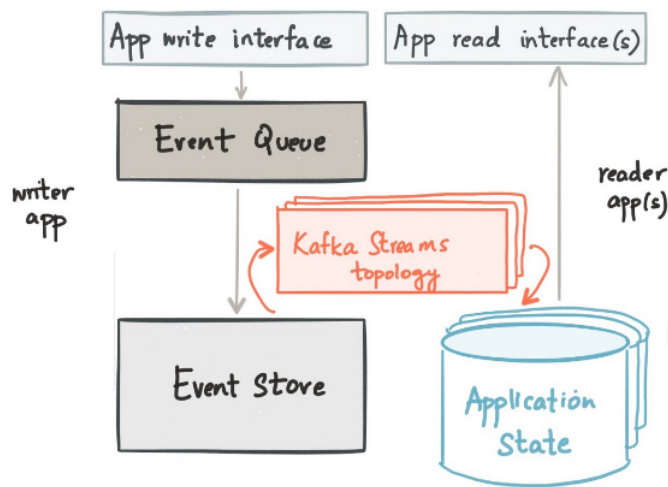 App write interface
App read interface(s)
Event Queue
writer
app
reader
app(s)
Kafka Streams
topology
Event Store
Application
State